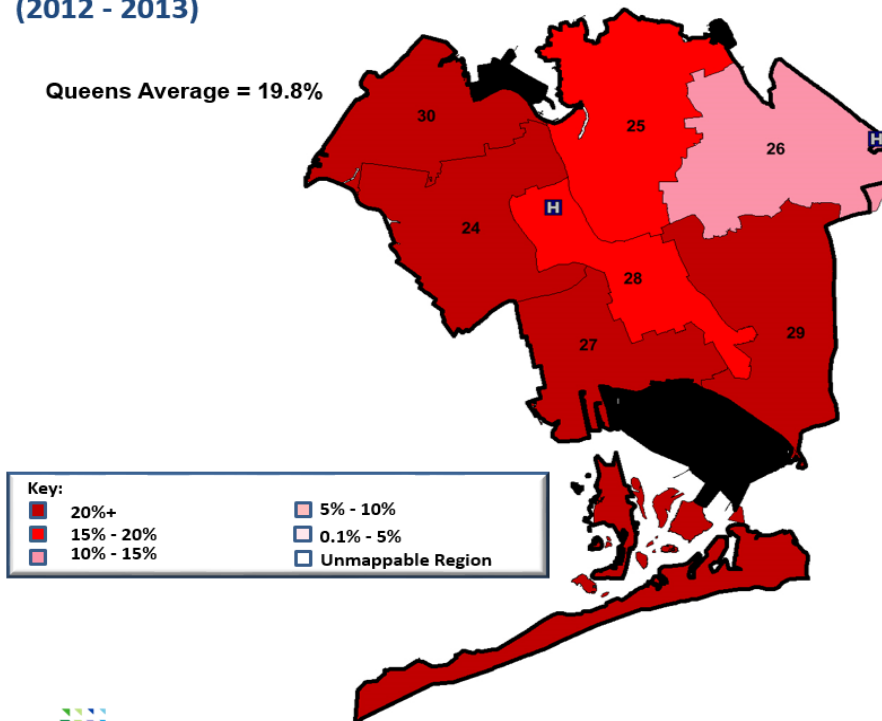 (2012 - 2013)
Queens Average = 19.8%
30
25
26
H
H
24
28
29
27
Key:
20%+
15% - 20%
10% - 15%
5% - 10%
0.1% - 5%
Unmappable Region